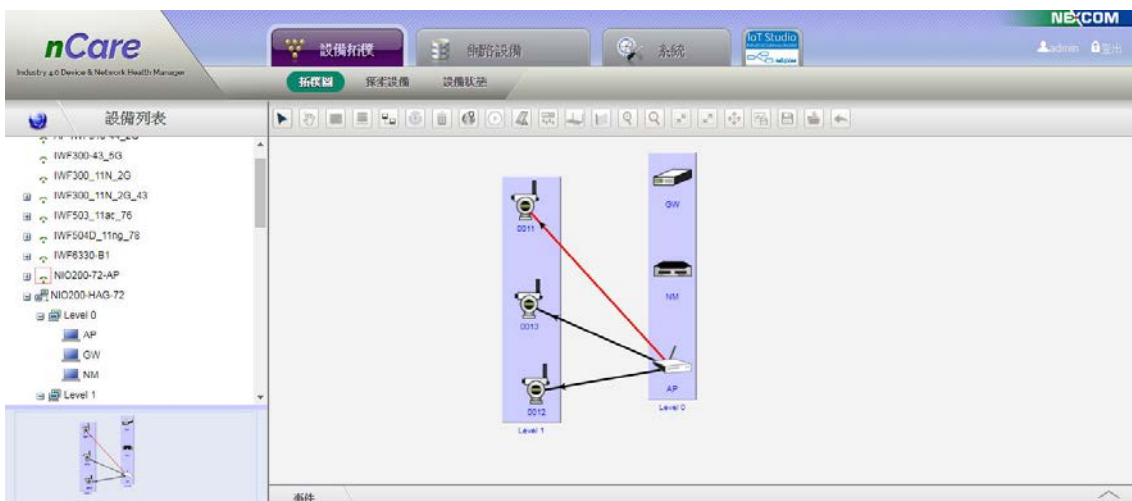 NEXCOM
nCare
Industry 4.0 Device & Network Health Manager
設備拓樸
網路設備
系統
IoT Studio
admin 登出
拓樸圖 探索設備 設備狀態
設備列表
IWF300-43_5G
IWF300_11N_2G
IWF300_11N_2G_43
IWF503_11ac_76
IWF504D_11ng_78
IWF6330-B1
NIO200-72-AP
NIO200-HAG-72
Level 0
AP
GW
NM
Level 1
0011
0013
0012
Level 1
GW
NM
AP
Level 0
事件